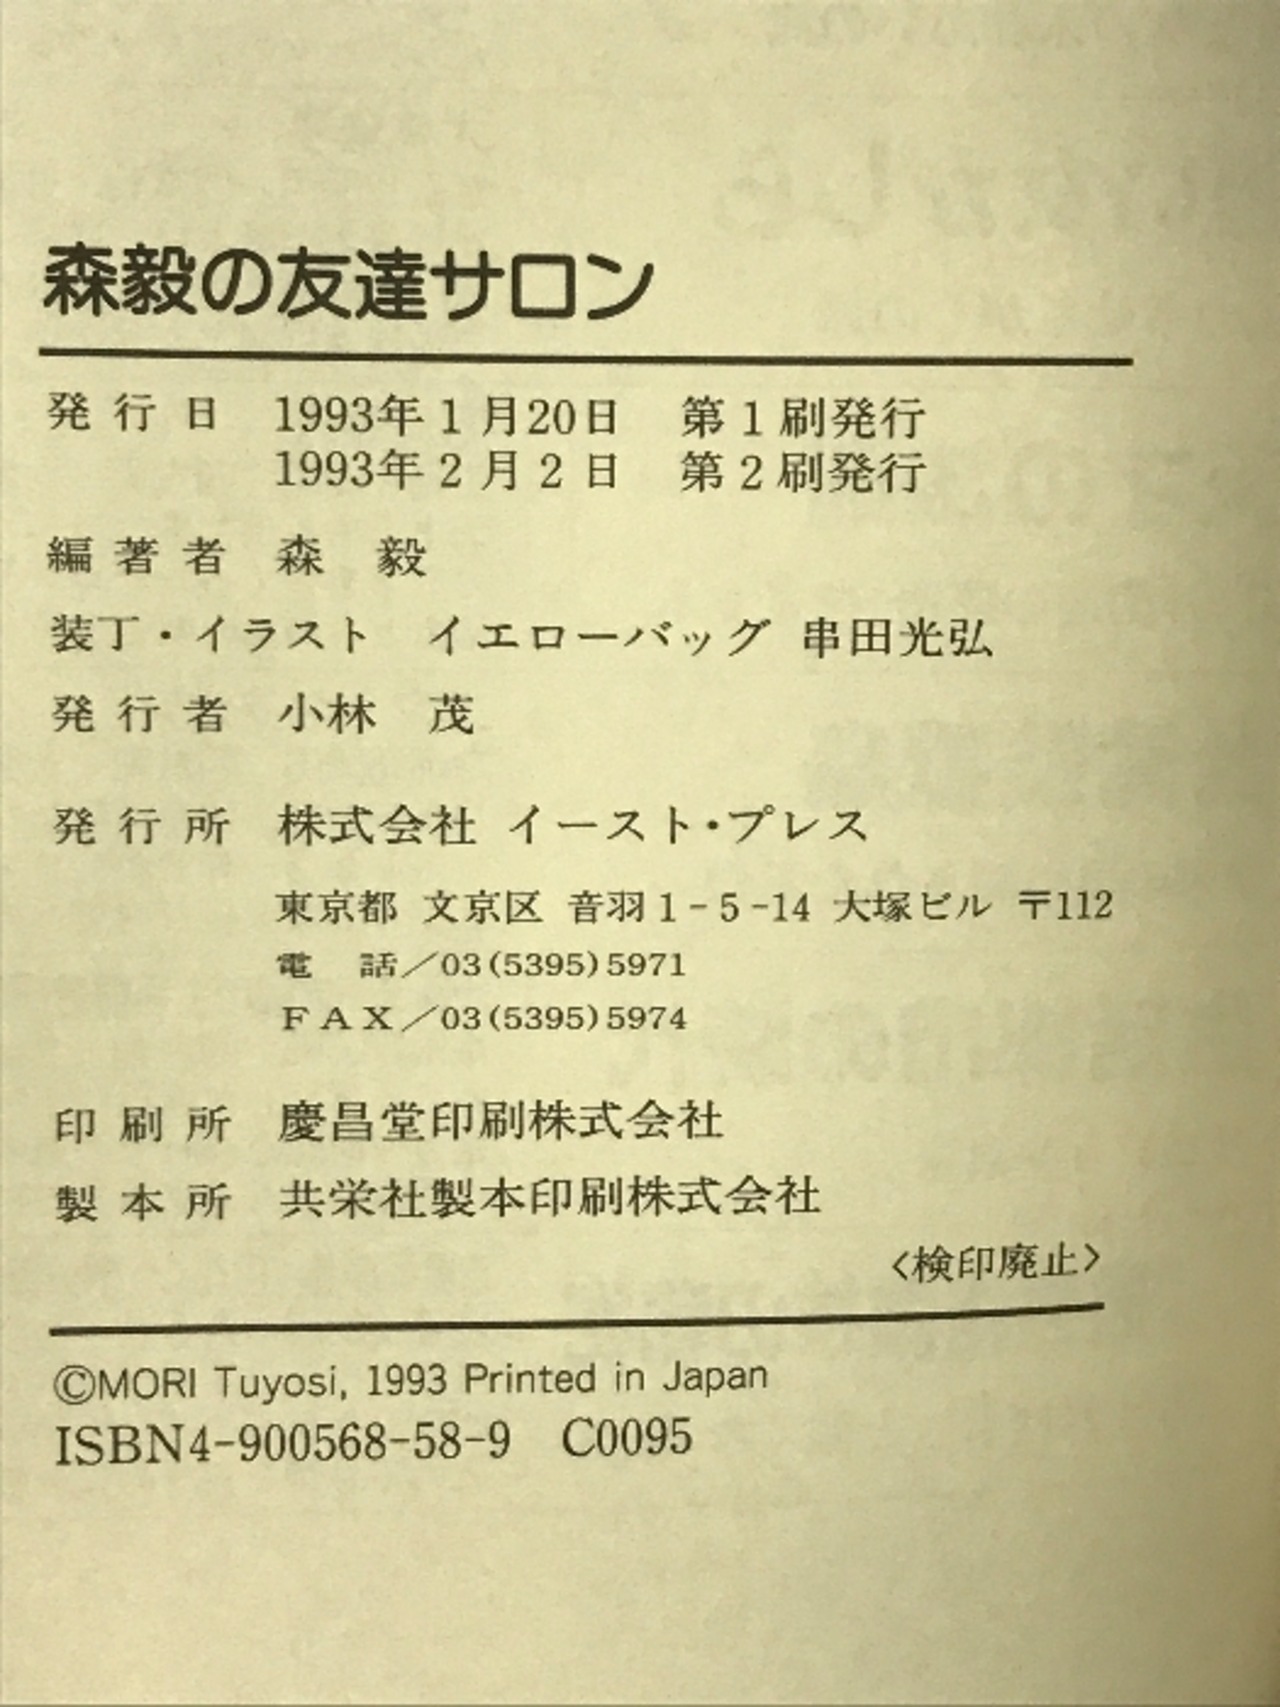 森毅の友達サロン
発行日 1993年1月20日 第1刷発行
1993年2月2日 第2刷発行
編著者 森 毅
装丁・イラスト イエローバッグ 串田光弘
発行者 小林 茂
発行所 株式会社 イースト・プレス
東京都 文京区 音羽1-5-14 大塚ビル 〒112
電 話／03(5395)5971
FAX／03(5395)5974
印刷所 慶昌堂印刷株式会社
製本所 共栄社製本印刷株式会社
〈検印廃止〉
©MORI Tuyosi, 1993 Printed in Japan
ISBN4-900568-58-9 C0095